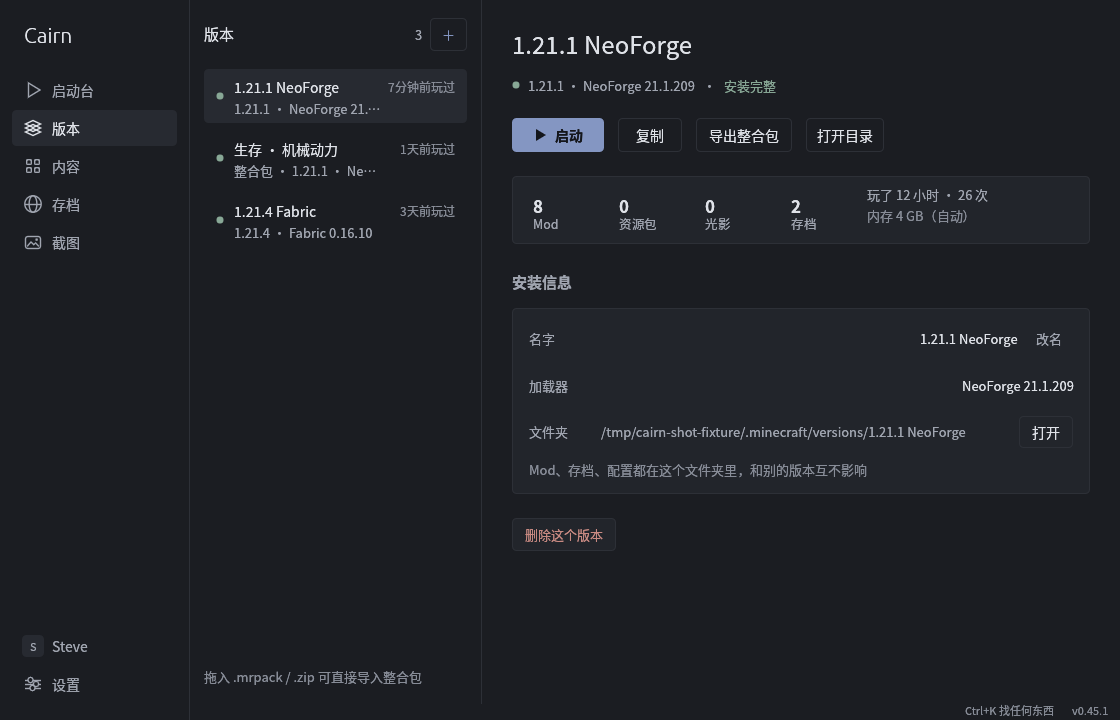 Cairn
启动台
版本
内容
存档
截图
Steve
S
设置
版本
3
+
1.21.1 NeoForge
7分钟前玩过
1.21.1 • NeoForge 21.…
生存 • 机械动力
1天前玩过
整合包 • 1.21.1 • Ne…
1.21.4 Fabric
3天前玩过
1.21.4 • Fabric 0.16.10
拖入 .mrpack / .zip 可直接导入整合包
1.21.1 NeoForge
1.21.1 • NeoForge 21.1.209 • 安装完整
启动
复制
导出整合包
打开目录
8
Mod
0
资源包
0
光影
2
存档
玩了 12 小时 • 26 次
内存 4 GB（自动）
安装信息
名字
1.21.1 NeoForge
改名
加载器
NeoForge 21.1.209
文件夹
/tmp/cairn-shot-fixture/.minecraft/versions/1.21.1 NeoForge
打开
Mod、存档、配置都在这个文件夹里，和别的版本互不影响
删除这个版本
Ctrl+K 找任何东西
v0.45.1